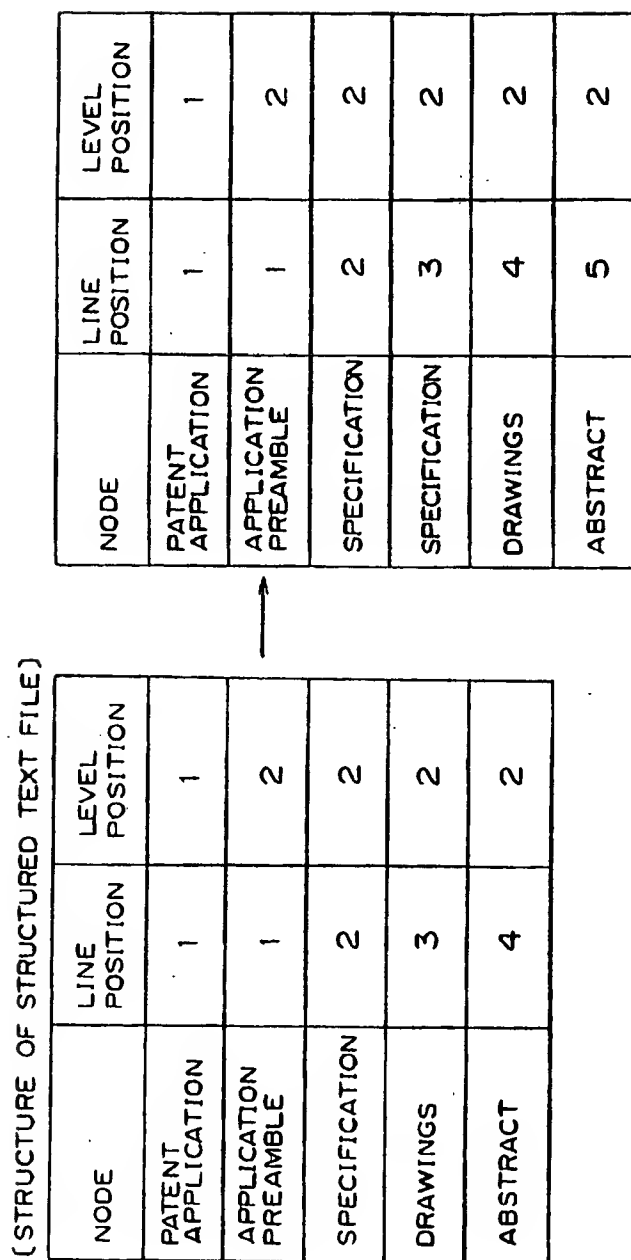 (STRUCTURE OF STRUCTURED TEXT FILE)
NODE
LINE
POSITION
LEVEL
POSITION
PATENT
APPLICATION
1
1
APPLICATION
PREAMBLE
1
2
SPECIFICATION
2
2
DRAWINGS
3
2
ABSTRACT
4
2
NODE
LINE
POSITION
LEVEL
POSITION
PATENT
APPLICATION
1
1
APPLICATION
PREAMBLE
1
2
SPECIFICATION
2
2
SPECIFICATION
3
2
DRAWINGS
4
2
ABSTRACT
5
2